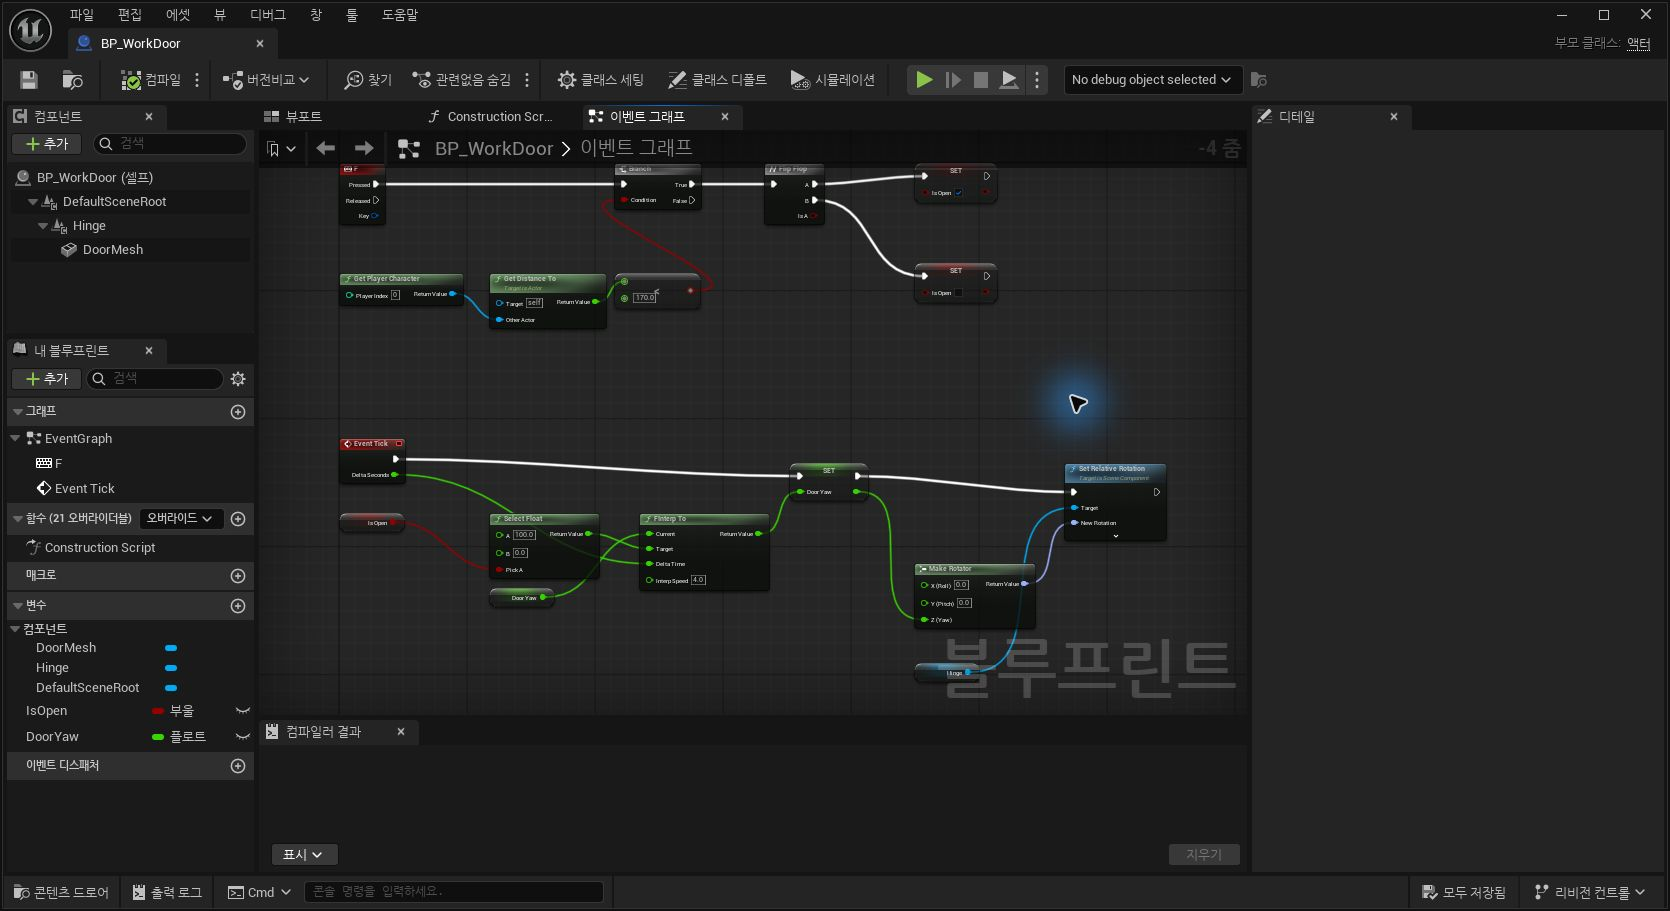 파일 편집 에셋 뷰 디버그 창 툴 도움말
BP_WorkDoor
부모 클래스: 액터
컴파일 버전비교 찾기 관련없음 숨김 클래스 세팅 클래스 디폴트 시뮬레이션 No debug object selected
컴포넌트
추가 검색
BP_WorkDoor (셀프)
DefaultSceneRoot
Hinge
DoorMesh
내 블루프린트
추가 검색
그래프
EventGraph
F
Event Tick
함수 (21 오버라이더블) 오버라이드
Construction Script
매크로
변수
컴포넌트
DoorMesh
Hinge
DefaultSceneRoot
IsOpen 부울
DoorYaw 플로트
이벤트 디스패처
뷰포트 Construction Scr... 이벤트 그래프
BP_WorkDoor > 이벤트 그래프 -4 줌
F
Pressed
Released
Key
Branch
True
Condition False
Flip Flop
A
B
Is A
SET
Is Open
SET
Is Open
Get Player Character
Player Index 0 Return Value
Get Distance To
Target is Actor
Target self Return Value
Other Actor
<
170.0
Event Tick
Delta Seconds
Is Open
Select Float
A 100.0 Return Value
B 0.0
Pick A
Door Yaw
FInterp To
Current Return Value
Target
Delta Time
Interp Speed 4.0
SET
Door Yaw
Make Rotator
X (Roll) 0.0 Return Value
Y (Pitch) 0.0
Z (Yaw)
Hinge
Set Relative Rotation
Target is Scene Component
Target
New Rotation
블루프린트
컴파일러 결과
표시 지우기
디테일
콘텐츠 드로어 출력 로그 Cmd 콘솔 명령을 입력하세요. 모두 저장됨 리비전 컨트롤